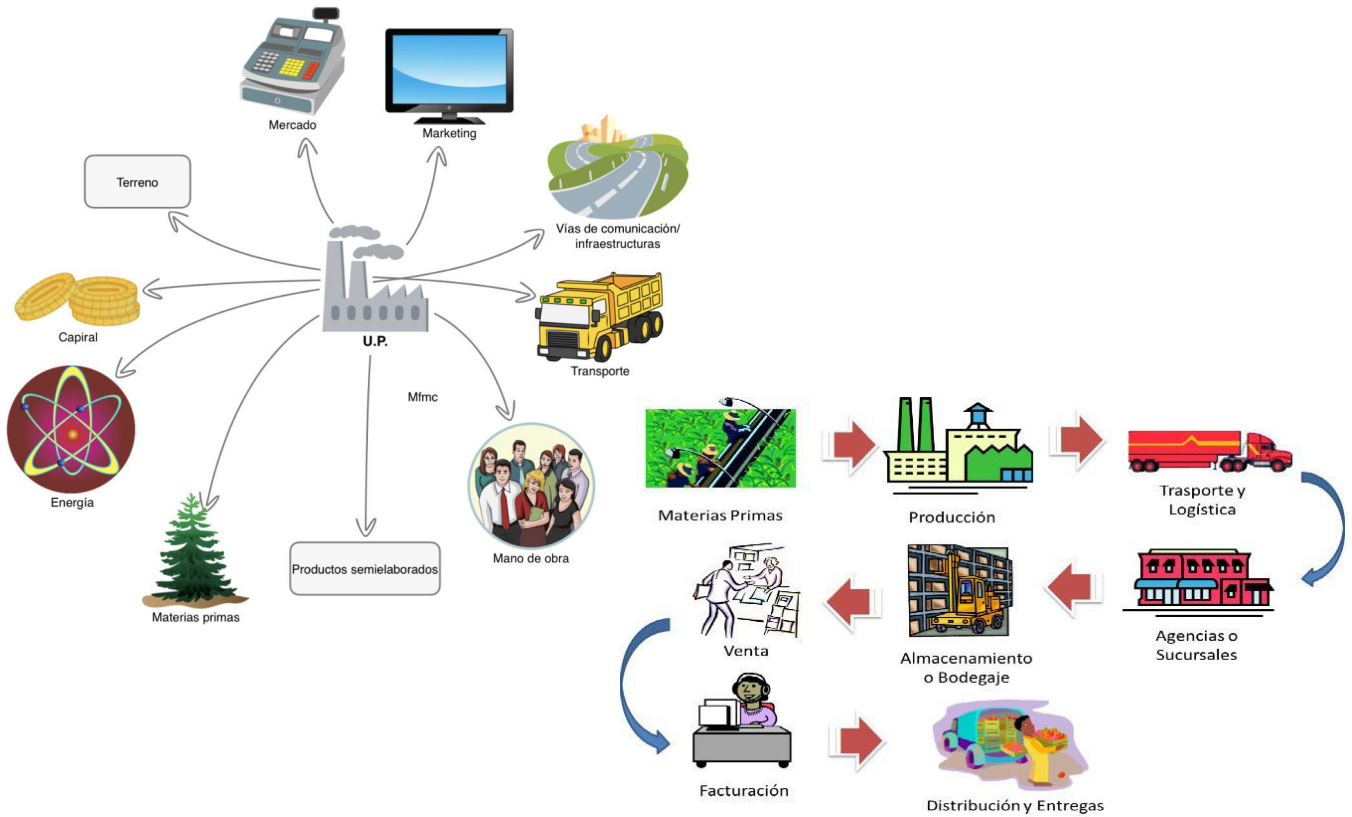 Mercado
Marketing
Terreno
Vías de comunicación/
infraestructuras
Capiral
U.P.
Transporte
Energía
Mfmc
Materias primas
Productos semielaborados
Mano de obra
Materias Primas
Producción
Trasporte y
Logística
Agencias o
Sucursales
Almacenamiento
o Bodegaje
Venta
Facturación
Distribución y Entregas